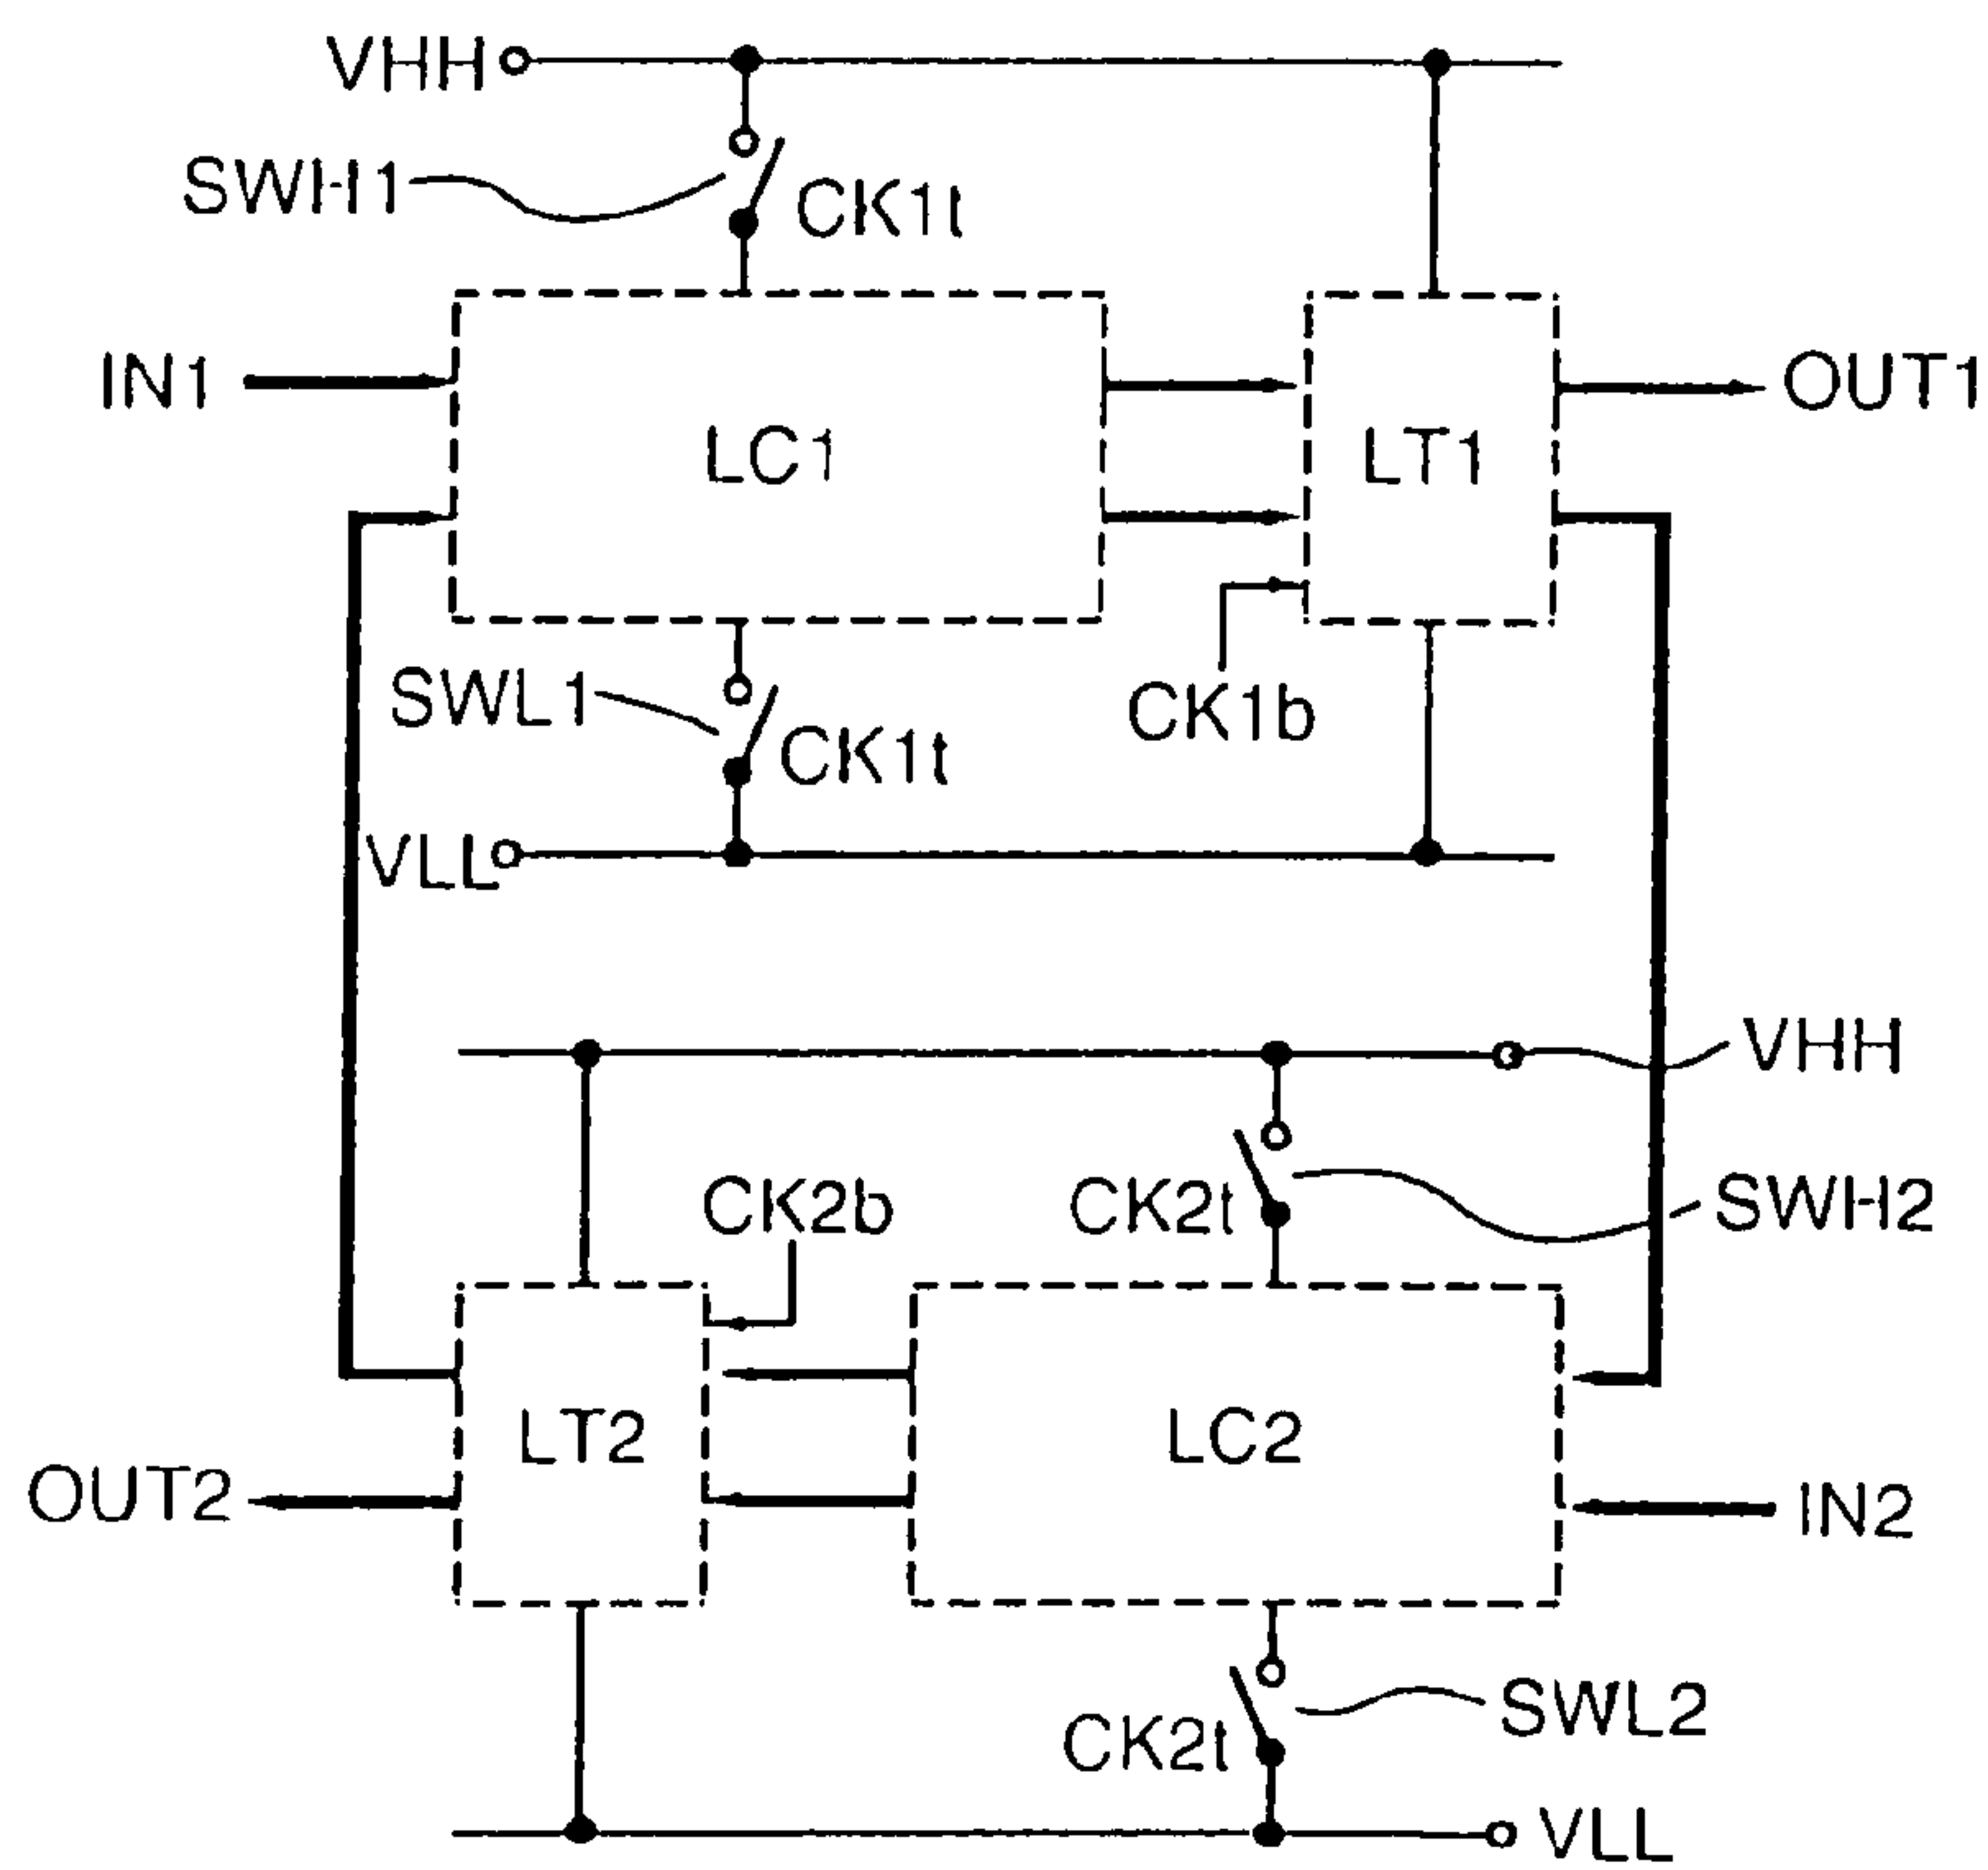 VHH
SWH1
CK1t
IN1
LC1
LT1
OUT1
SWL1
CK1t
CK1b
VLL
VHH
CK2b
CK2t
SWH2
LT2
LC2
OUT2
IN2
CK2t
SWL2
VLL